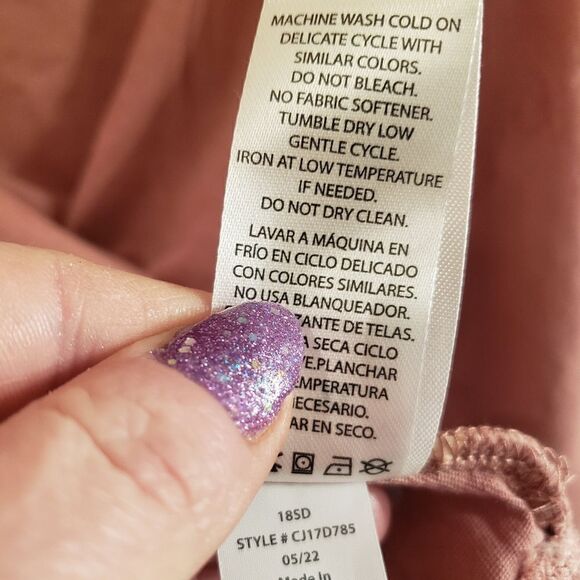 MACHINE WASH COLD ON
DELICATE CYCLE WITH
SIMILAR COLORS.
DO NOT BLEACH.
NO FABRIC SOFTENER.
TUMBLE DRY LOW
GENTLE CYCLE.
IRON AT LOW TEMPERATURE
IF NEEDED.
DO NOT DRY CLEAN.
LAVAR A MÁQUINA EN
FRÍO EN CICLO DELICADO
CON COLORES SIMILARES.
NO USA BLANQUEADOR.
ZANTE DE TELAS.
A SECA CICLO
VE.PLANCHAR
EMPERATURA
NECESARIO.
AR EN SECO.
18SD
STYLE # CJ17D785
05/22
Made In